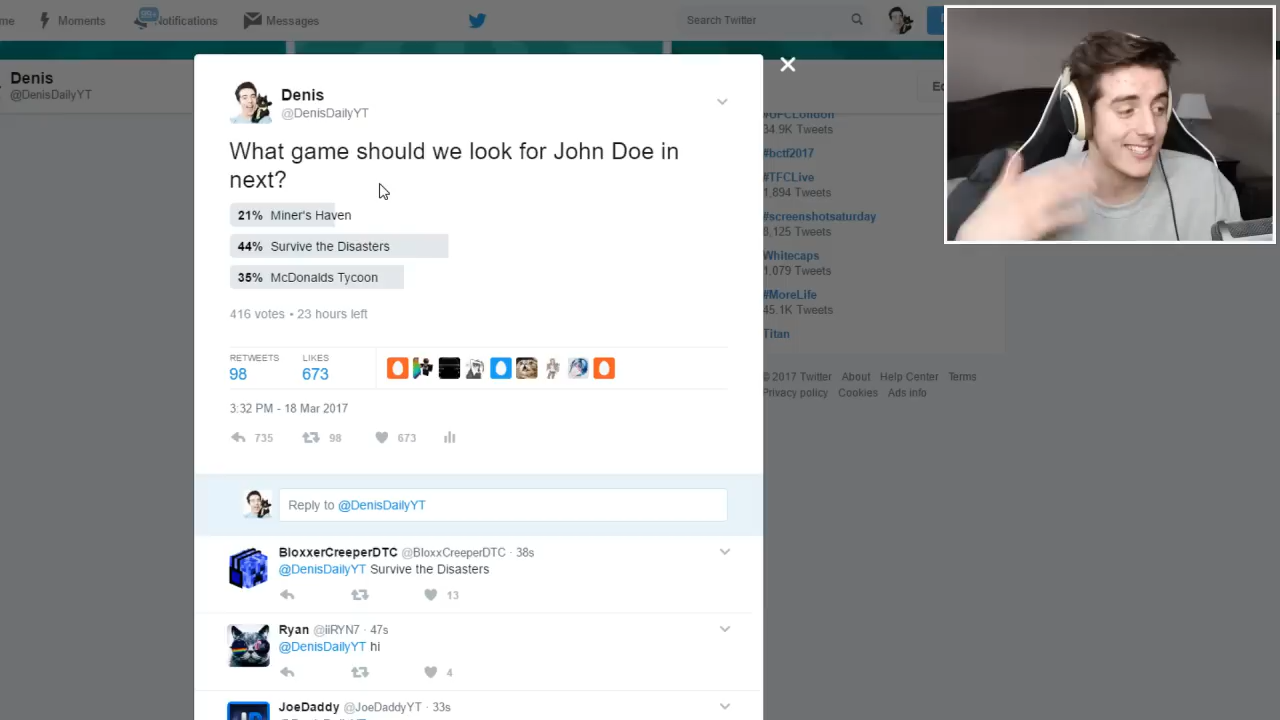 Moments
Notifications
Messages
Search Twitter
99+
Denis
@DenisDailyYT
Denis
@DenisDailyYT
What game should we look for John Doe in
next?
21% Miner's Haven
44% Survive the Disasters
35% McDonalds Tycoon
416 votes • 23 hours left
RETWEETS LIKES
98 673
3:32 PM - 18 Mar 2017
735 98 673
Reply to @DenisDailyYT
BloxxerCreeperDTC @BloxxCreeperDTC · 38s
@DenisDailyYT Survive the Disasters
13
Ryan @iiRYN7 · 47s
@DenisDailyYT hi
4
JoeDaddy @JoeDaddyYT · 33s
#UFCLondon
34.9K Tweets
#bctf2017
#TFCLive
1,894 Tweets
#screenshotsaturday
8,125 Tweets
Whitecaps
1,079 Tweets
#MoreLife
45.1K Tweets
Titan
© 2017 Twitter About Help Center Terms
Privacy policy Cookies Ads info